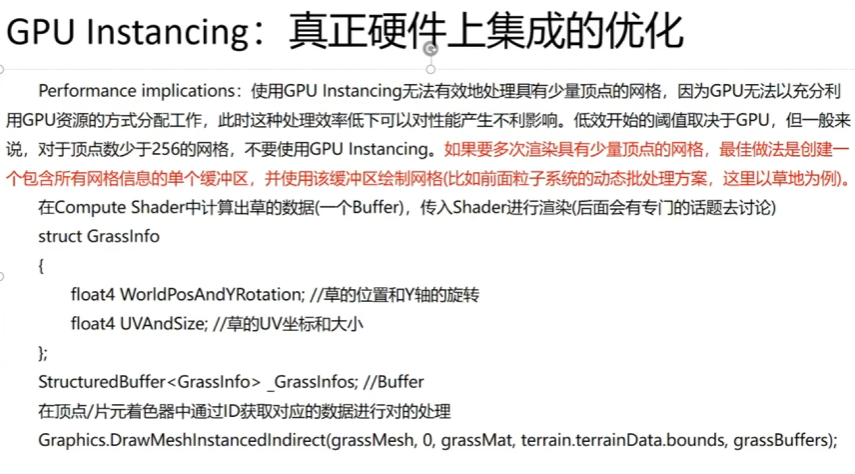 GPU Instancing：真正硬件上集成的优化
Performance implications：使用GPU Instancing无法有效地处理具有少量顶点的网格，因为GPU无法以充分利
用GPU资源的方式分配工作，此时这种处理效率低下可以对性能产生不利影响。低效开始的阈值取决于GPU，但一般来
说，对于顶点数少于256的网格，不要使用GPU Instancing。如果要多次渲染具有少量顶点的网格，最佳做法是创建一
个包含所有网格信息的单个缓冲区，并使用该缓冲区绘制网格(比如前面粒子系统的动态批处理方案，这里以草地为例)。
在Compute Shader中计算出草的数据(一个Buffer)，传入Shader进行渲染(后面会有专门的话题去讨论)
struct GrassInfo
{
float4 WorldPosAndYRotation; //草的位置和Y轴的旋转
float4 UVAndSize; //草的UV坐标和大小
};
StructuredBuffer<GrassInfo> _GrassInfos; //Buffer
在顶点/片元着色器中通过ID获取对应的数据进行对的处理
Graphics.DrawMeshInstancedIndirect(grassMesh, 0, grassMat, terrain.terrainData.bounds, grassBuffers);